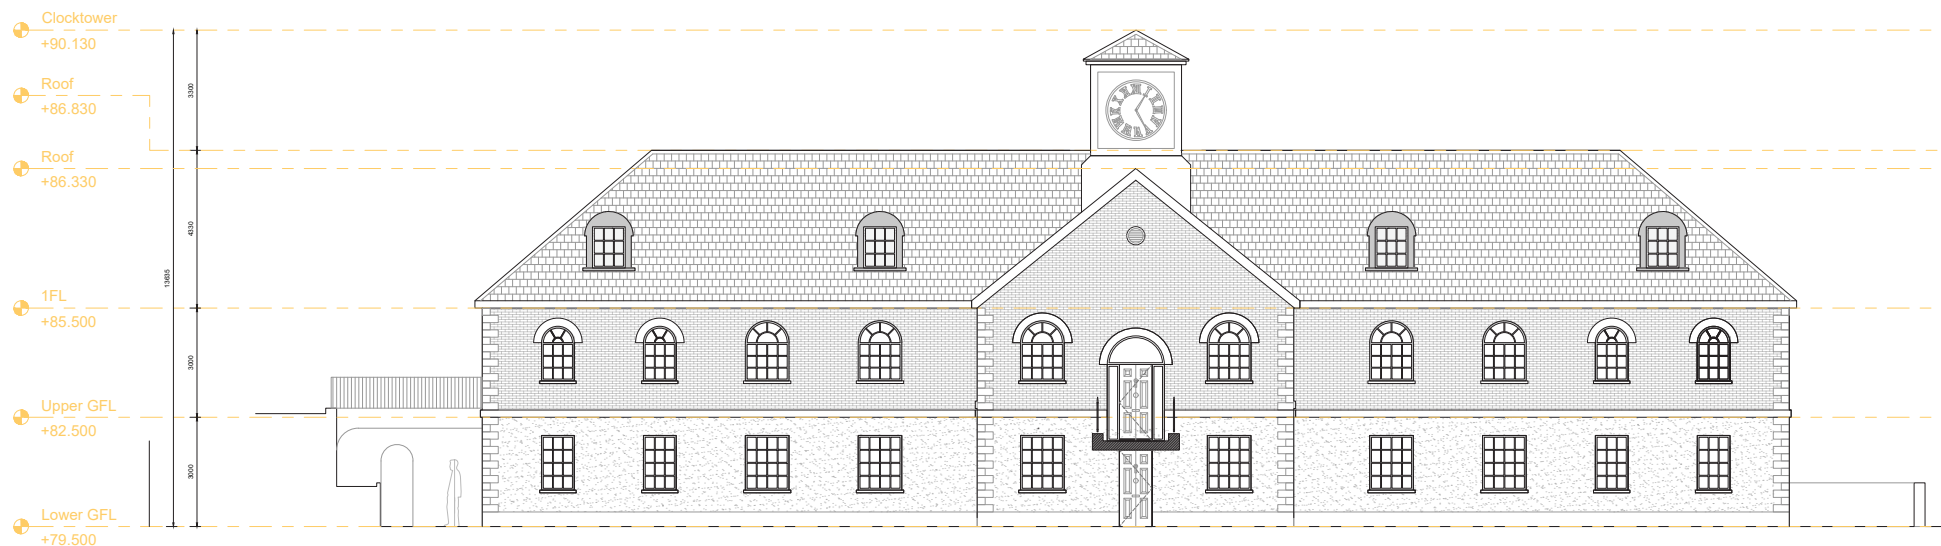 Clocktower
+90.130
Roof
+86.830
Roof
+86.330
1FL
+85.500
Upper GFL
+82.500
Lower GFL
+79.500
3300
4330
13635
3000
3000